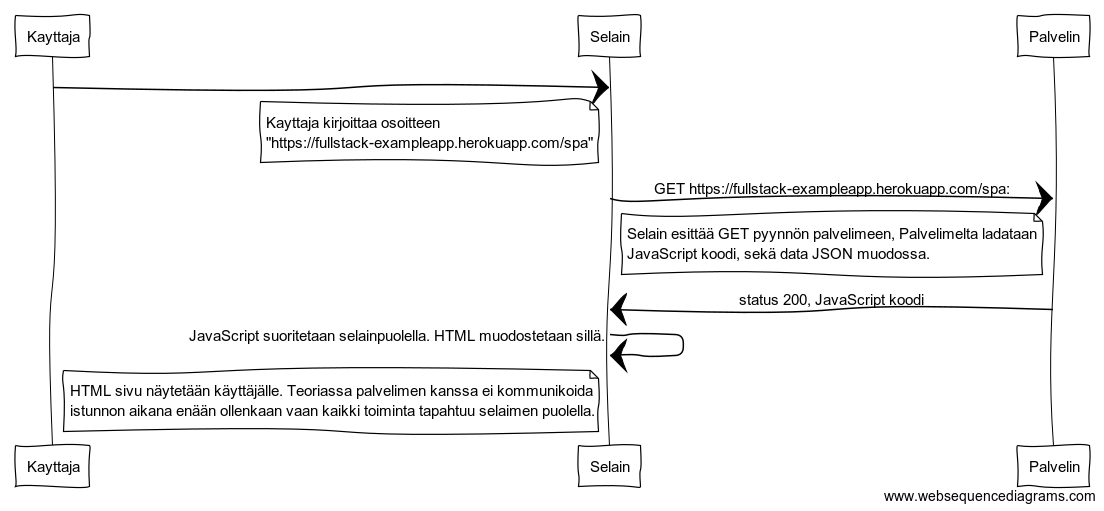 Kayttaja
Selain
Palvelin
Kayttaja kirjoittaa osoitteen
"https://fullstack-exampleapp.herokuapp.com/spa"
GET https://fullstack-exampleapp.herokuapp.com/spa:
Selain esittää GET pyynnön palvelimeen, Palvelimelta ladataan
JavaScript koodi, sekä data JSON muodossa.
status 200, JavaScript koodi
JavaScript suoritetaan selainpuolella. HTML muodostetaan sillä.
HTML sivu näytetään käyttäjälle. Teoriassa palvelimen kanssa ei kommunikoida
istunnon aikana enään ollenkaan vaan kaikki toiminta tapahtuu selaimen puolella.
Kayttaja
Selain
Palvelin
www.websequencediagrams.com